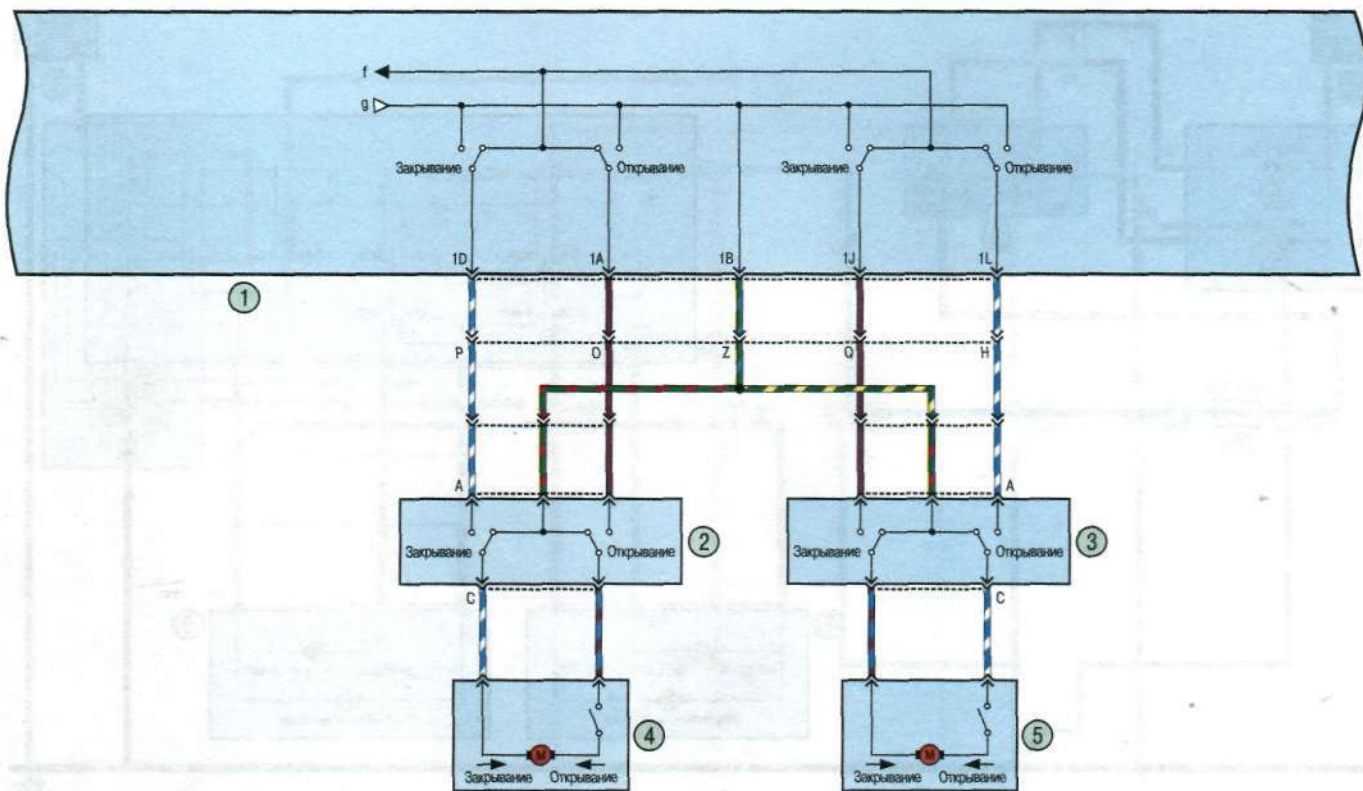 f
g
Закрывание Открывание Закрывание Открывание
1D 1A 1B 1J 1L
1
P O Z Q H
A A
Закрывание Открывание 2 Закрывание Открывание 3
C C
4 5
M M
Закрывание Открывание Закрывание Открывание